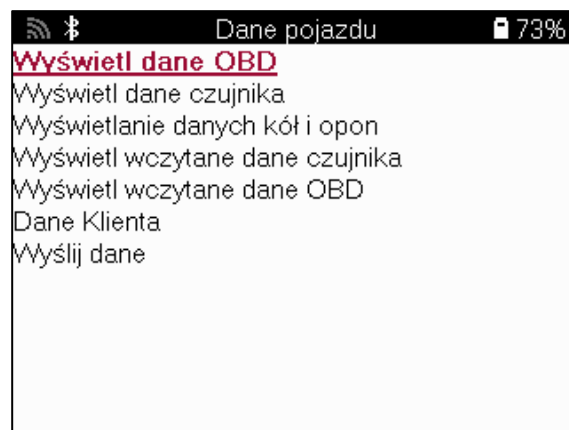 Dane pojazdu 73%
Wyświetl dane OBD
Wyświetl dane czujnika
Wyświetlanie danych kół i opon
Wyświetl wczytane dane czujnika
Wyświetl wczytane dane OBD
Dane Klienta
Wyślij dane